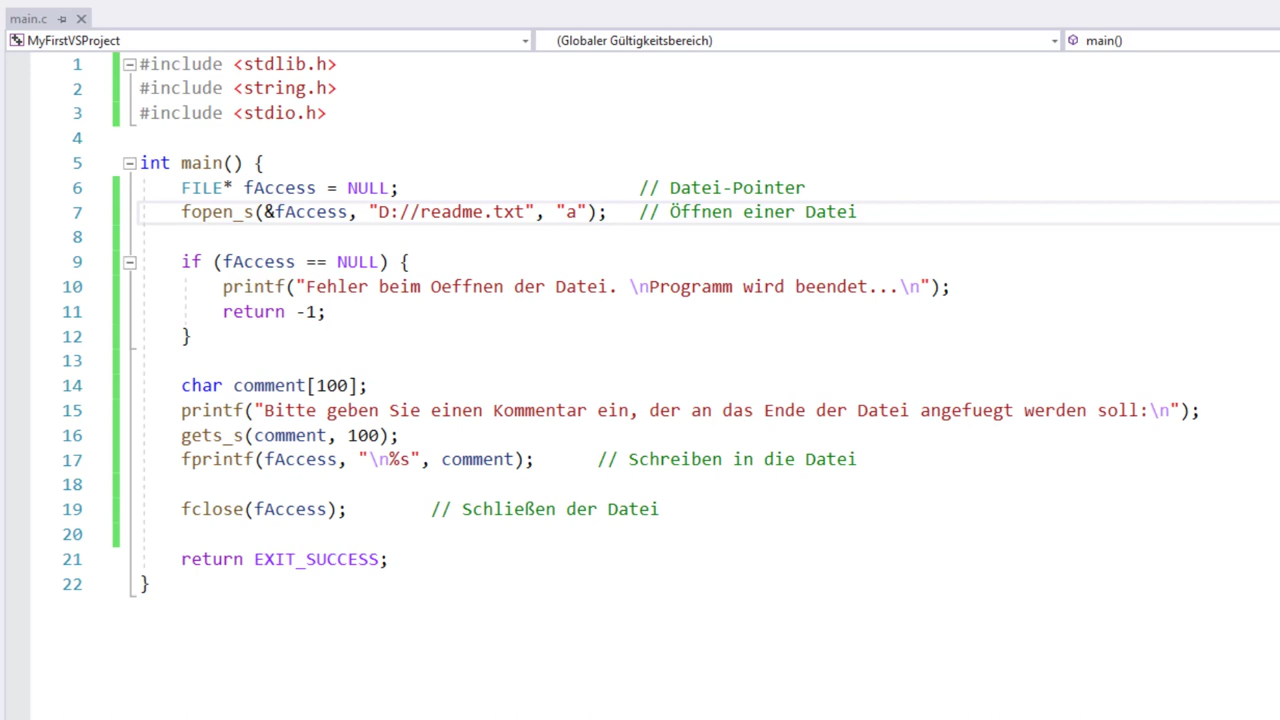 main.c
MyFirstVSProject (Globaler Gültigkeitsbereich) main()
1 #include <stdlib.h>
2 #include <string.h>
3 #include <stdio.h>
4
5 int main() {
6 FILE* fAccess = NULL; // Datei-Pointer
7 fopen_s(&fAccess, "D://readme.txt", "a"); // Öffnen einer Datei
8
9 if (fAccess == NULL) {
10 printf("Fehler beim Oeffnen der Datei. \nProgramm wird beendet...\n");
11 return -1;
12 }
13
14 char comment[100];
15 printf("Bitte geben Sie einen Kommentar ein, der an das Ende der Datei angefuegt werden soll:\n");
16 gets_s(comment, 100);
17 fprintf(fAccess, "\n%s", comment); // Schreiben in die Datei
18
19 fclose(fAccess); // Schließen der Datei
20
21 return EXIT_SUCCESS;
22 }